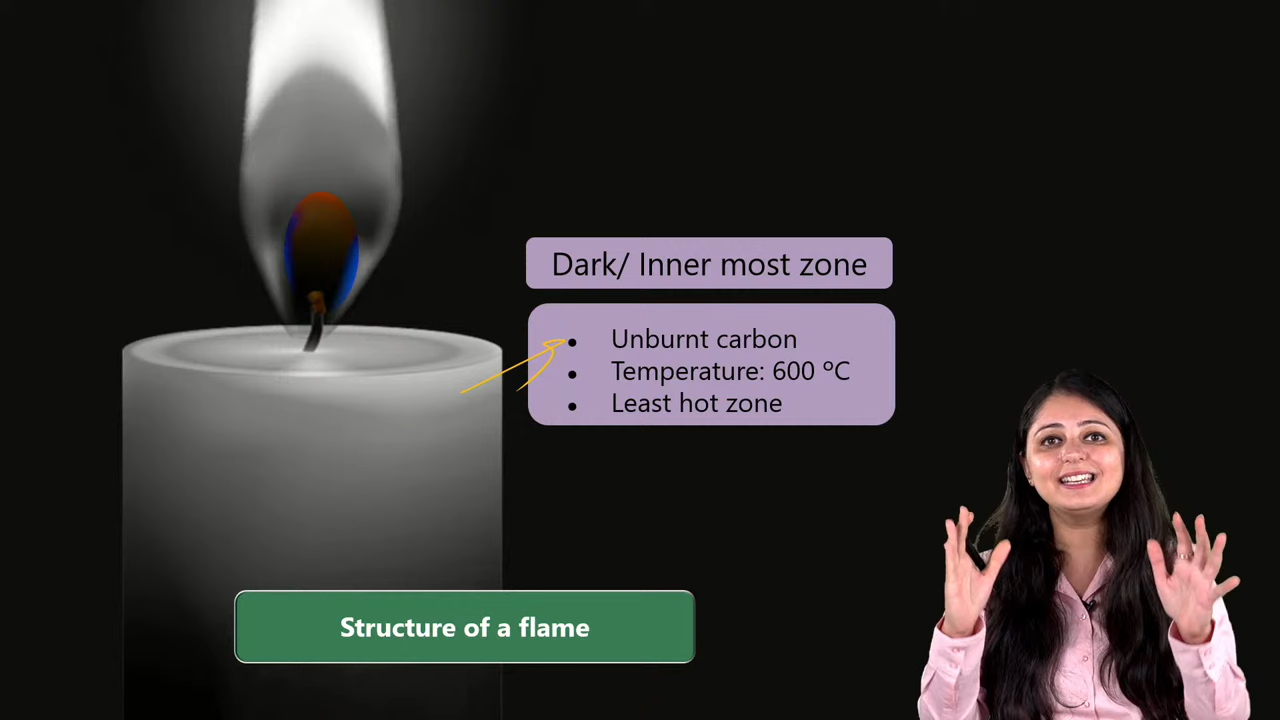 Dark/ Inner most zone
• Unburnt carbon
• Temperature: 600 ºC
• Least hot zone
Structure of a flame